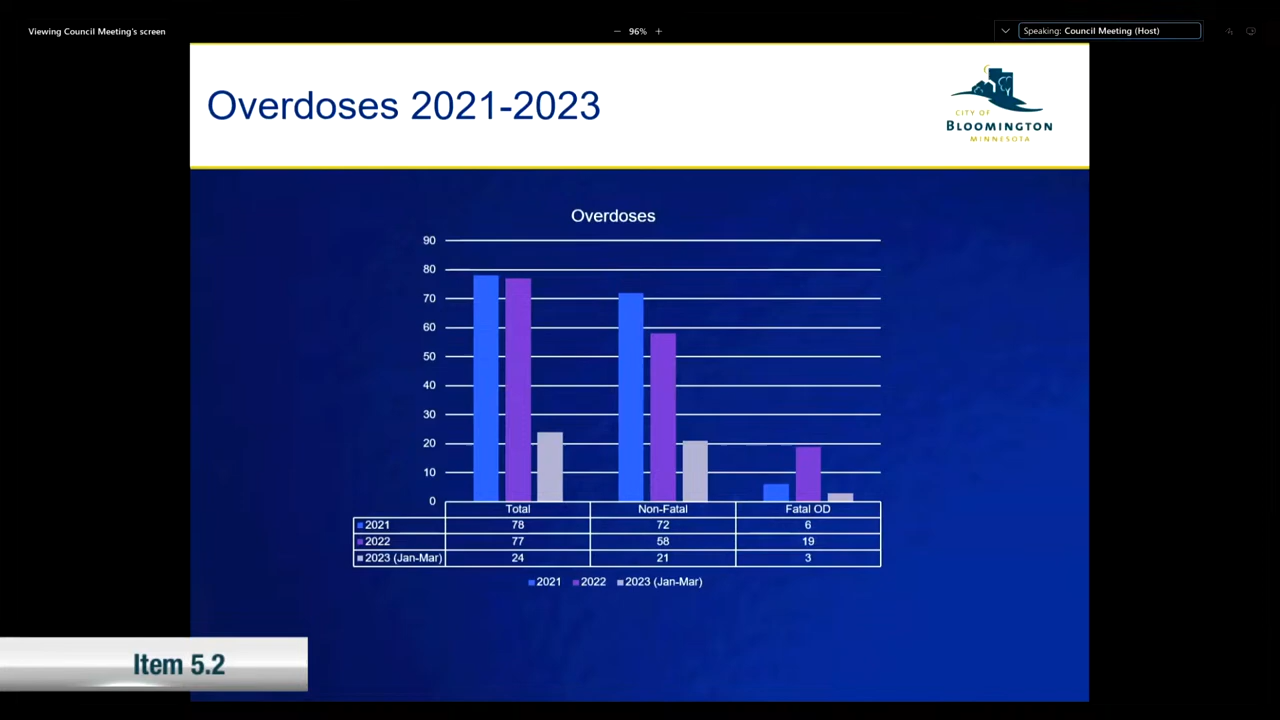 Viewing Council Meeting's screen
− 96% +
Speaking: Council Meeting (Host)
Overdoses 2021-2023
CITY OF
BLOOMINGTON
MINNESOTA
Overdoses
90
80
70
60
50
40
30
20
10
0
Total Non-Fatal Fatal OD
2021 78 72 6
2022 77 58 19
2023 (Jan-Mar) 24 21 3
2021 2022 2023 (Jan-Mar)
Item 5.2